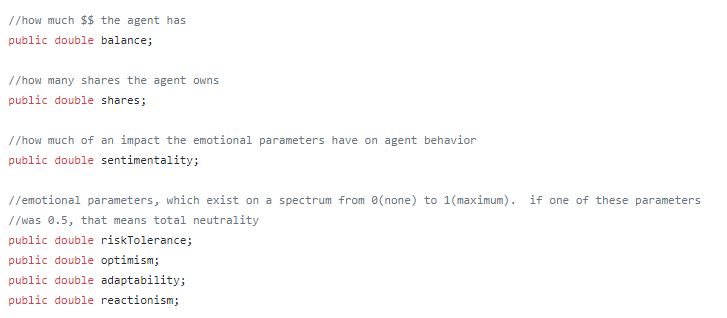 //how much $$ the agent has
public double balance;
//how many shares the agent owns
public double shares;
//how much of an impact the emotional parameters have on agent behavior
public double sentimentality;
//emotional parameters, which exist on a spectrum from 0(none) to 1(maximum).  if one of these parameters
//was 0.5, that means total neutrality
public double riskTolerance;
public double optimism;
public double adaptability;
public double reactionism;